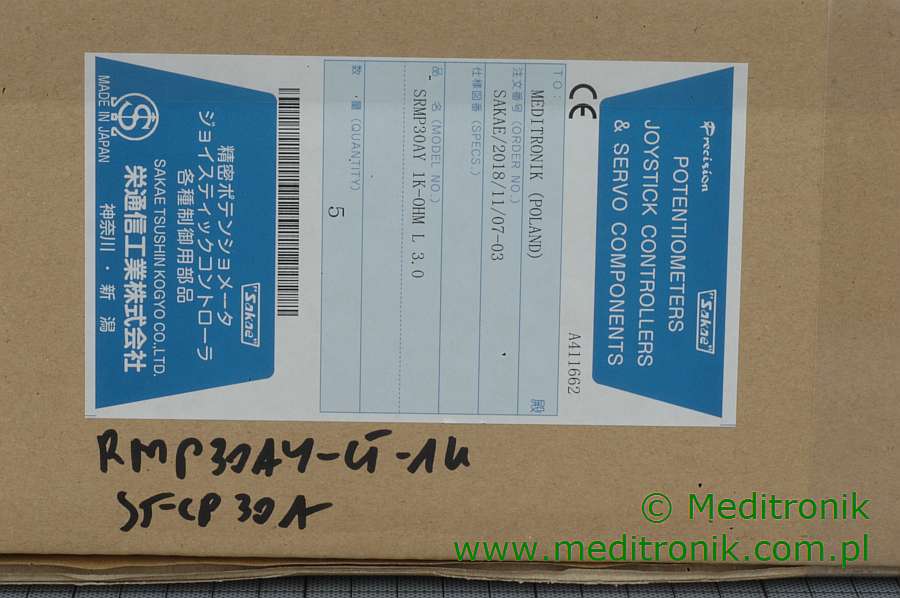 Precision
POTENTIOMETERS
JOYSTICK CONTROLLERS
& SERVO COMPONENTS
"Sakae"
CE
A411662
TO:
MEDITRONIK (POLAND)
殿
注文番号 (ORDER NO.)
SAKAE/2018/11/07-03
仕様図番 (SPECS.)
品 名 (MODEL NO.)
SRMP30AY 1K-OHM L 3.0
数 量 (QUANTITY)
5
"Sakae"
精密ポテンショメータ
ジョイスティックコントローラ
各種制御用部品
SAKAE TSUSHIN KOGYO CO.,LTD.
栄通信工業株式会社
MADE IN JAPAN
神奈川・新潟
RMP30AY-
-1K
CP30A
© Meditronik
www.meditronik.com.pl